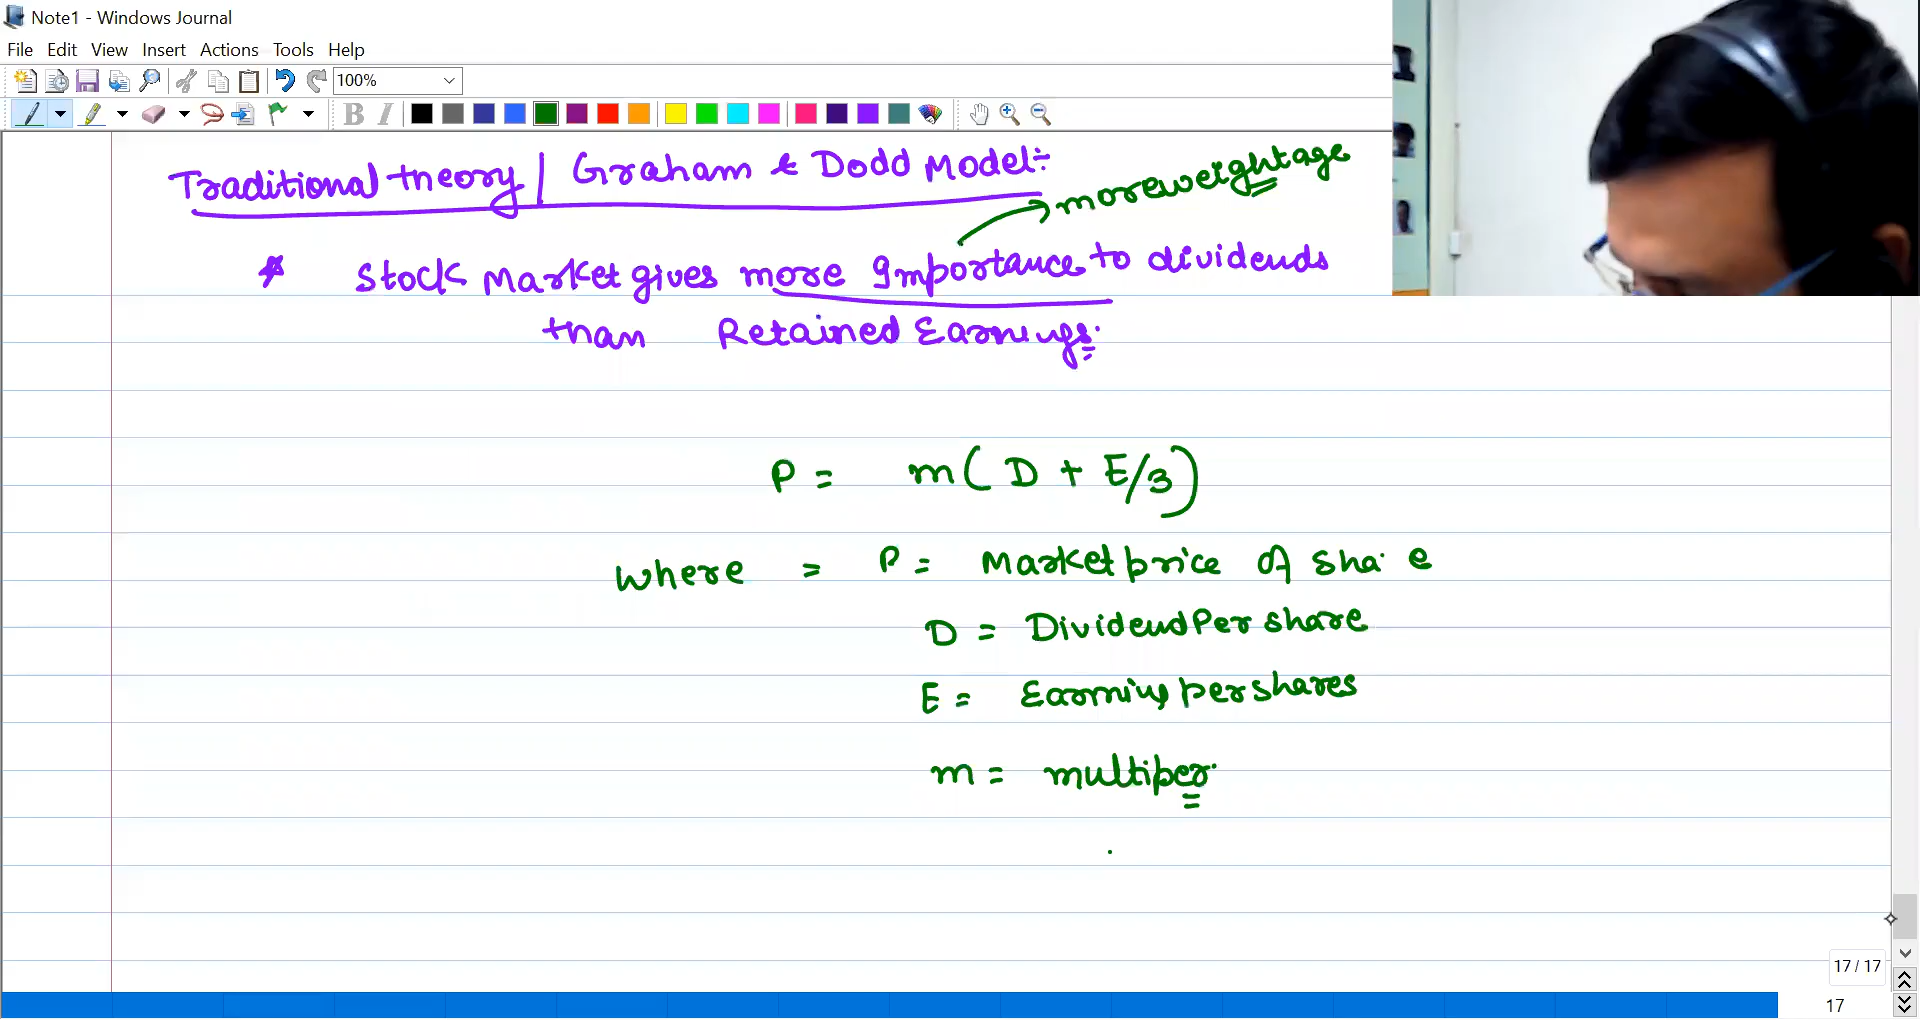 Note1 - Windows Journal
File Edit View Insert Actions Tools Help
100%
B I
Traditional theory | Graham & Dodd Model:-
more weightage
Stock Market gives more Importance to dividends
than Retained Earnings.
P = m ( D + E/3 )
where = P = Market price of sha e
D = Dividend Per share
E = Earning per shares
m = multiper.
17 / 17
17